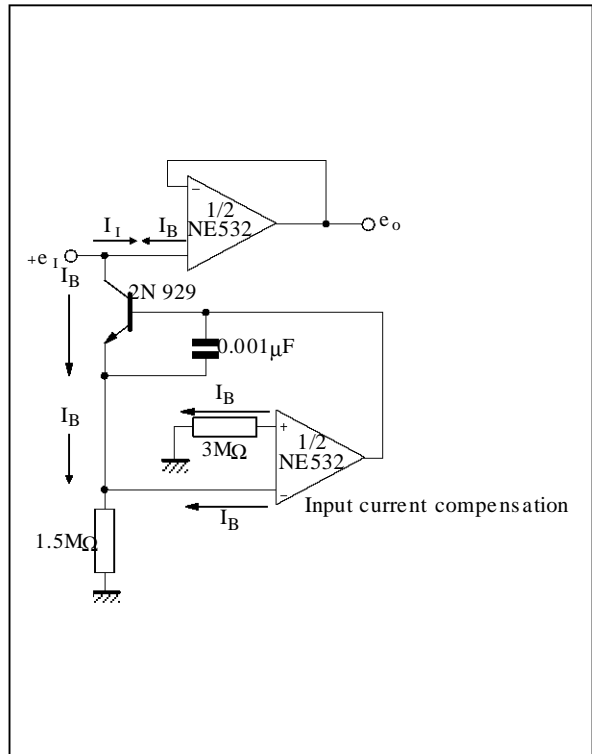 1/2
NE532
e o
I I
I B
+e I
I B
2N 929
0.001µF
I B
I B
3MΩ
1/2
NE532
Input current compensation
I B
1.5MΩ